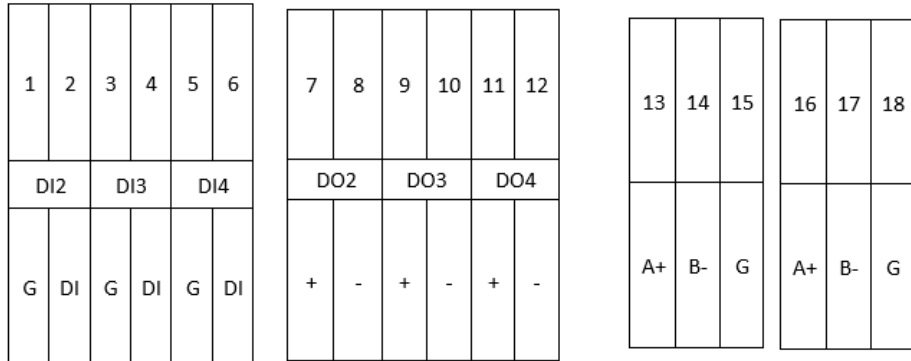 1 2 3 4 5 6 7 8 9 10 11 12 13 14 15 16 17 18
DI2 DI3 DI4 DO2 DO3 DO4
G DI G DI G DI + - + - + - A+ B- G A+ B- G